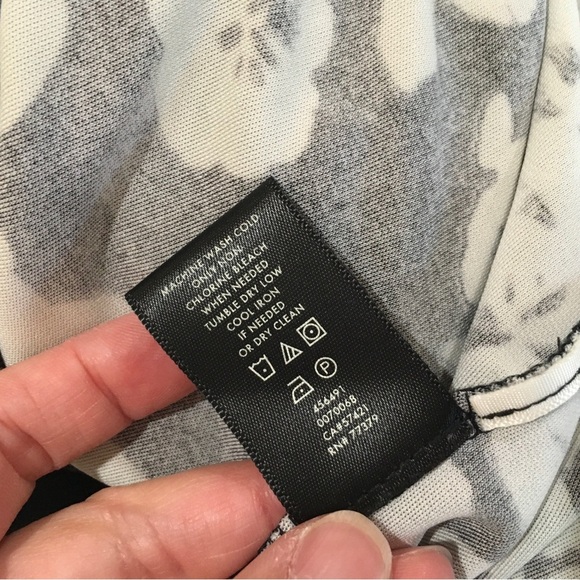 MACHINE WASH COLD
ONLY NON
CHLORINE BLEACH
WHEN NEEDED
TUMBLE DRY LOW
COOL IRON
IF NEEDED
OR DRY CLEAN
P
456491
0070068
CA#57421
RN# 77379